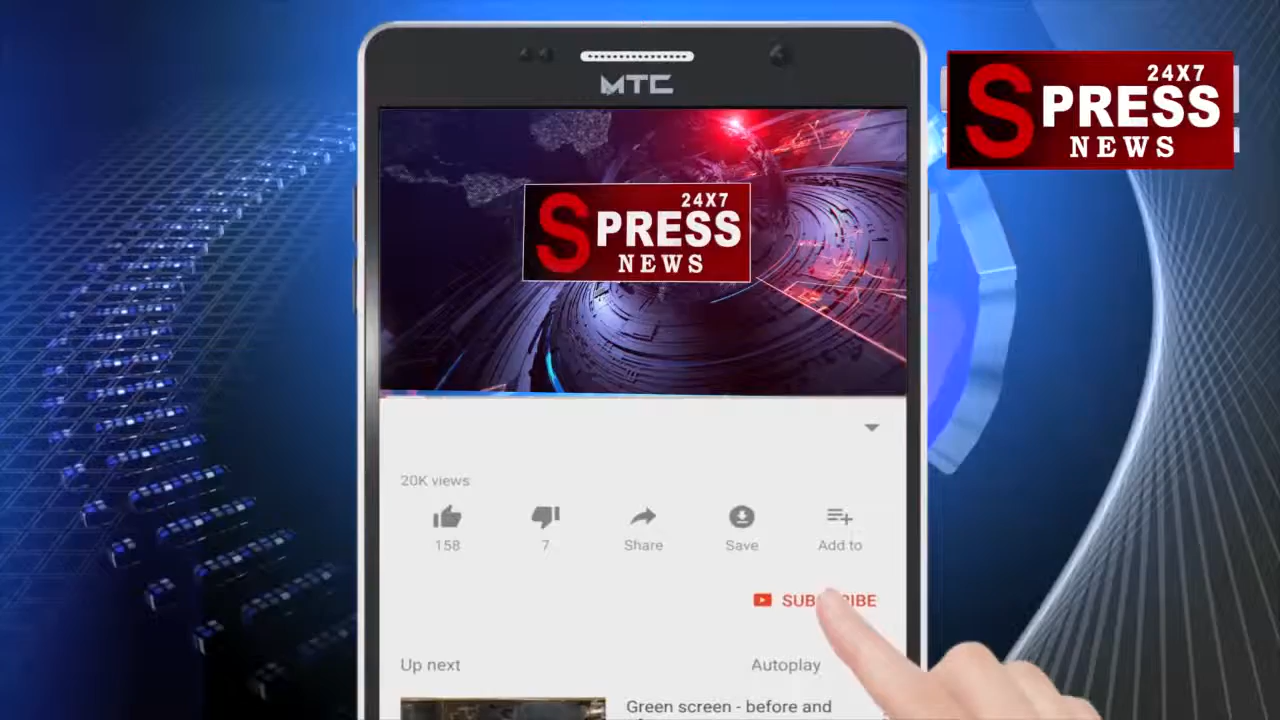 MTC
24X7
SPRESS
NEWS
24X7
SPRESS
NEWS
20K views
158
7
Share
Save
Add to
SUBSCRIBE
Up next
Autoplay
Green screen - before and